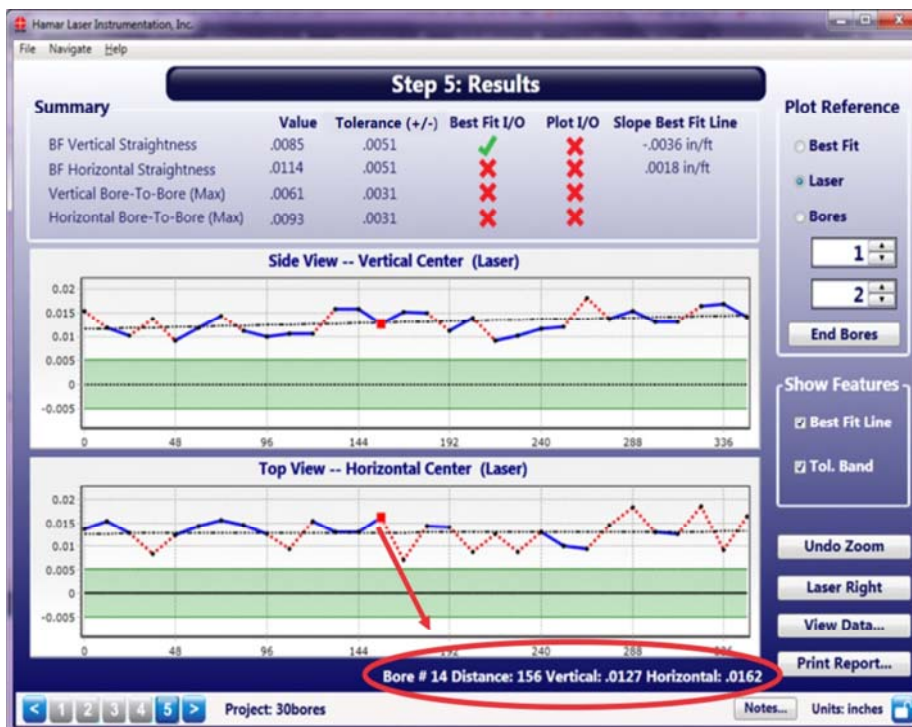 Hamar Laser Instrumentation, Inc.
File Navigate Help
Step 5: Results
Summary
Value Tolerance (+/-) Best Fit I/O Plot I/O Slope Best Fit Line
BF Vertical Straightness .0085 .0051 -.0036 in/ft
BF Horizontal Straightness .0114 .0051 .0018 in/ft
Vertical Bore-To-Bore (Max) .0061 .0031
Horizontal Bore-To-Bore (Max) .0093 .0031
Plot Reference
Best Fit
Laser
Bores
1
2
End Bores
Side View -- Vertical Center (Laser)
0.02
0.015
0.01
0.005
0
-0.005
0 48 96 144 192 240 288 336
Show Features
Best Fit Line
Tol. Band
Top View -- Horizontal Center (Laser)
0.02
0.015
0.01
0.005
0
-0.005
0 48 96 144 192 240 288 336
Undo Zoom
Laser Right
View Data...
Print Report...
Bore # 14 Distance: 156 Vertical: .0127 Horizontal: .0162
< 1 2 3 4 5 > Project: 30bores Notes... Units: inches